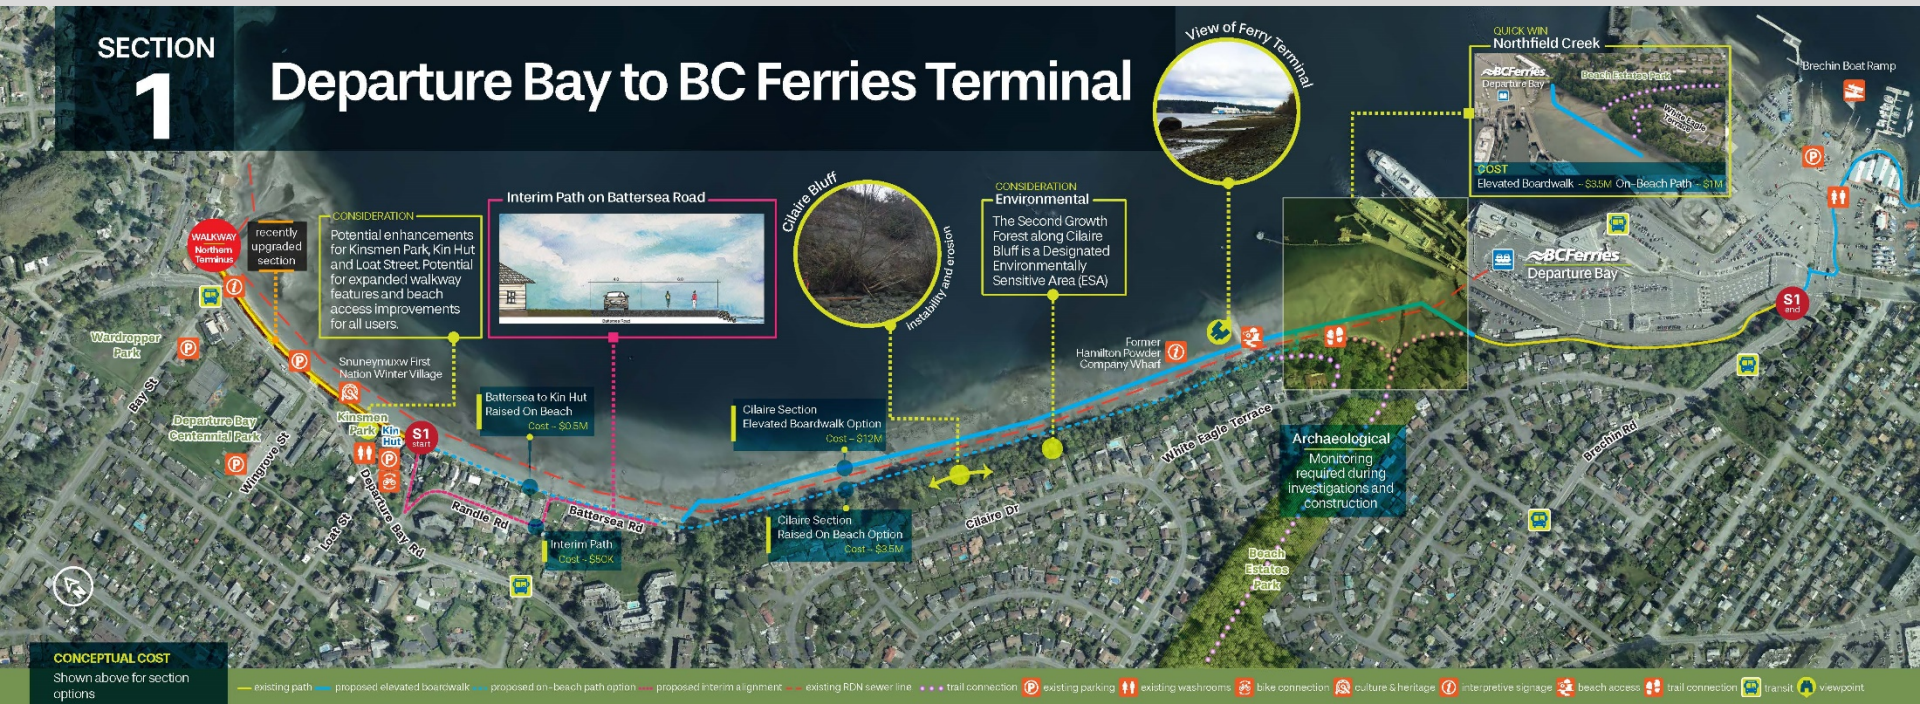 SECTION
1
Departure Bay to BC Ferries Terminal
View of Ferry Terminal
QUICK WIN
Northfield Creek
BCFerries
Departure Bay
Beach Estates Park
White Eagle
Terrace
COST
Elevated Boardwalk ~ $3.5M On-Beach Path ~ $1M
Brechin Boat Ramp
WALKWAY
Northern
Terminus
recently
upgraded
section
CONSIDERATION
Potential enhancements
for Kinsmen Park, Kin Hut
and Loat Street. Potential
for expanded walkway
features and beach
access improvements
for all users.
Interim Path on Battersea Road
Battersea Road
Cilaire Bluff
instability and erosion
CONSIDERATION
Environmental
The Second Growth
Forest along Cilaire
Bluff is a Designated
Environmentally
Sensitive Area (ESA)
BCFerries
Departure Bay
S1
end
Wardropper
Park
Bay St
Snuneymuxw First
Nation Winter Village
Former
Hamilton Powder
Company Wharf
Departure Bay
Centennial Park
Wingrove St
Kinsmen
Park
Kin
Hut
S1
start
Battersea to Kin Hut
Raised On Beach
Cost ~ $0.5M
Cilaire Section
Elevated Boardwalk Option
Cost ~ $12M
White Eagle Terrace
Archaeological
Monitoring
required during
investigations and
construction
Brechin Rd
Loat St
Departure Bay Rd
Randle Rd
Battersea Rd
Interim Path
Cost ~ $50K
Cilaire Section
Raised On Beach Option
Cost ~ $3.5M
Cilaire Dr
Beach
Estates
Park
CONCEPTUAL COST
Shown above for section
options
existing path
proposed elevated boardwalk
proposed on-beach path option
proposed interim alignment
existing RDN sewer line
trail connection
existing parking
existing washrooms
bike connection
culture & heritage
interpretive signage
beach access
trail connection
transit
viewpoint